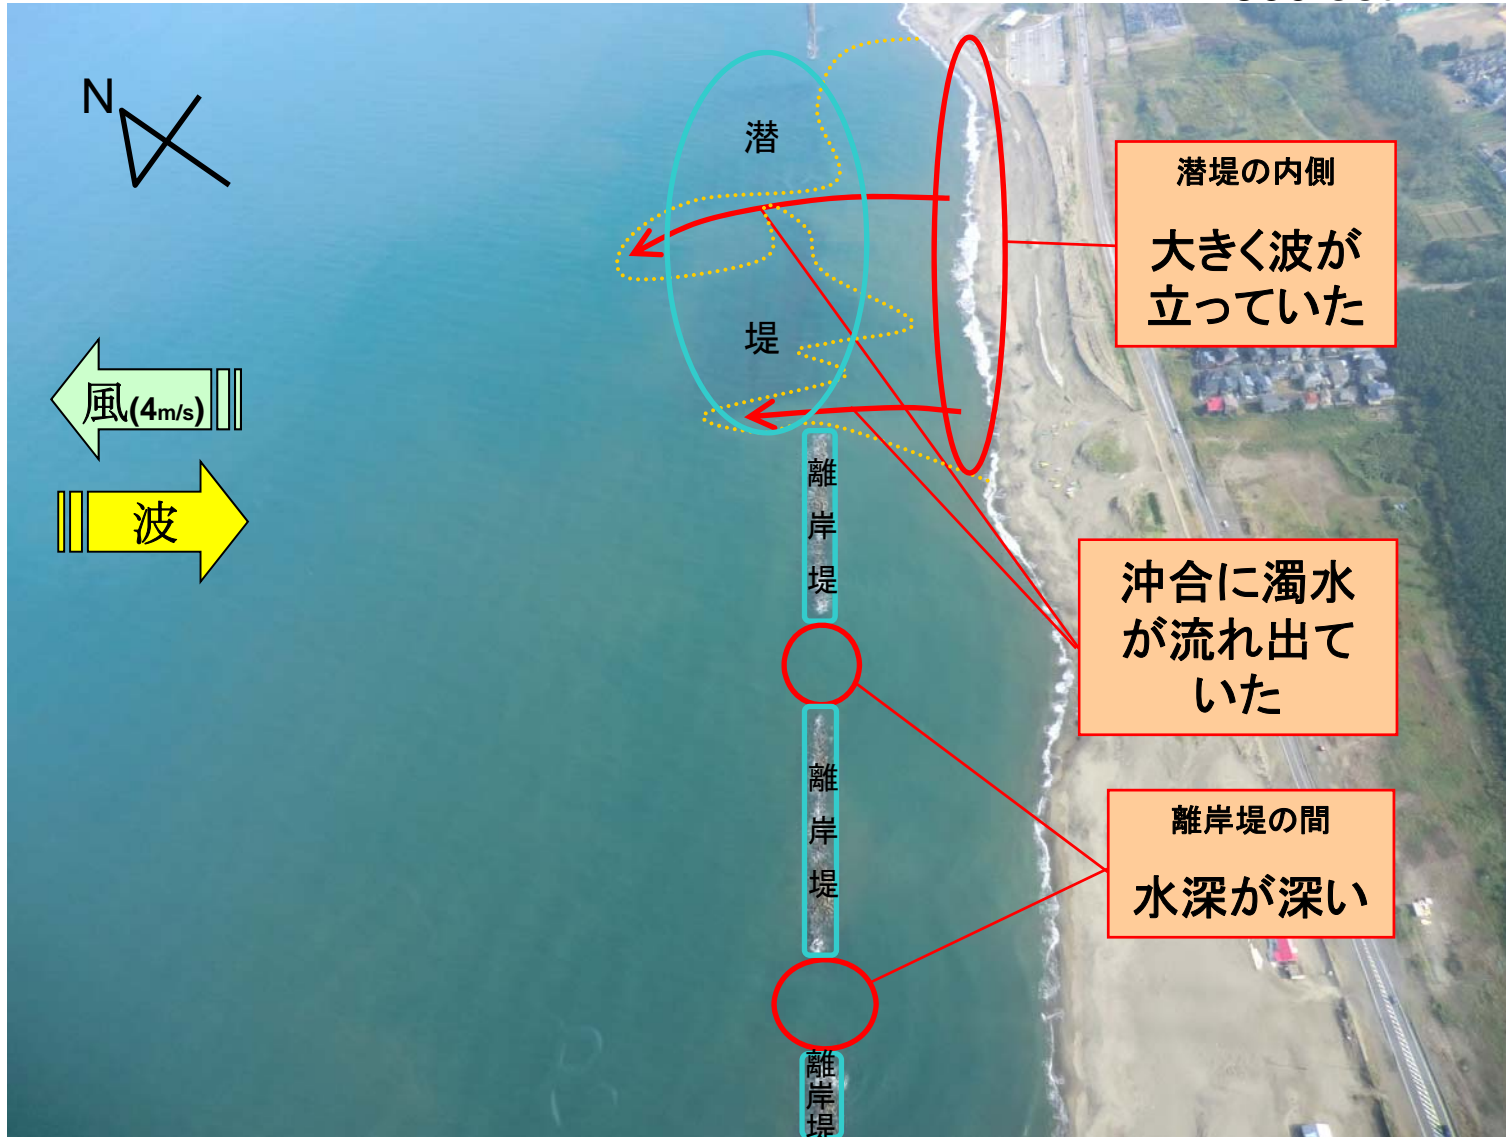 N
潜
堤
潜堤の内側
大きく波が
立っていた
風(4m/s)
波
離
岸
堤
沖合に濁水
が流れ出て
いた
離
岸
堤
離岸堤の間
水深が深い
離
岸
堤